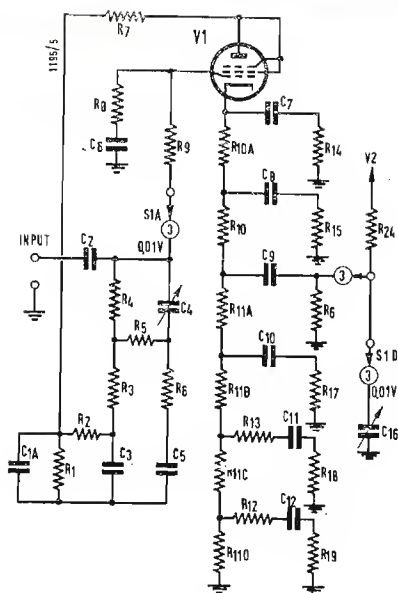 R7
V1
1195/5
R8
C6
R9
C7
R10A
R14
S1A
3
0,01V
C8
R10
R15
V2
R24
INPUT
C2
C9
3
R4
C4
R11A
R6
R5
C10
S1D
3
0,01V
R3
R6
R11B
R17
C16
R2
R13
C11
C1A
R1
C3
C5
R11C
R18
R12
C12
R110
R19